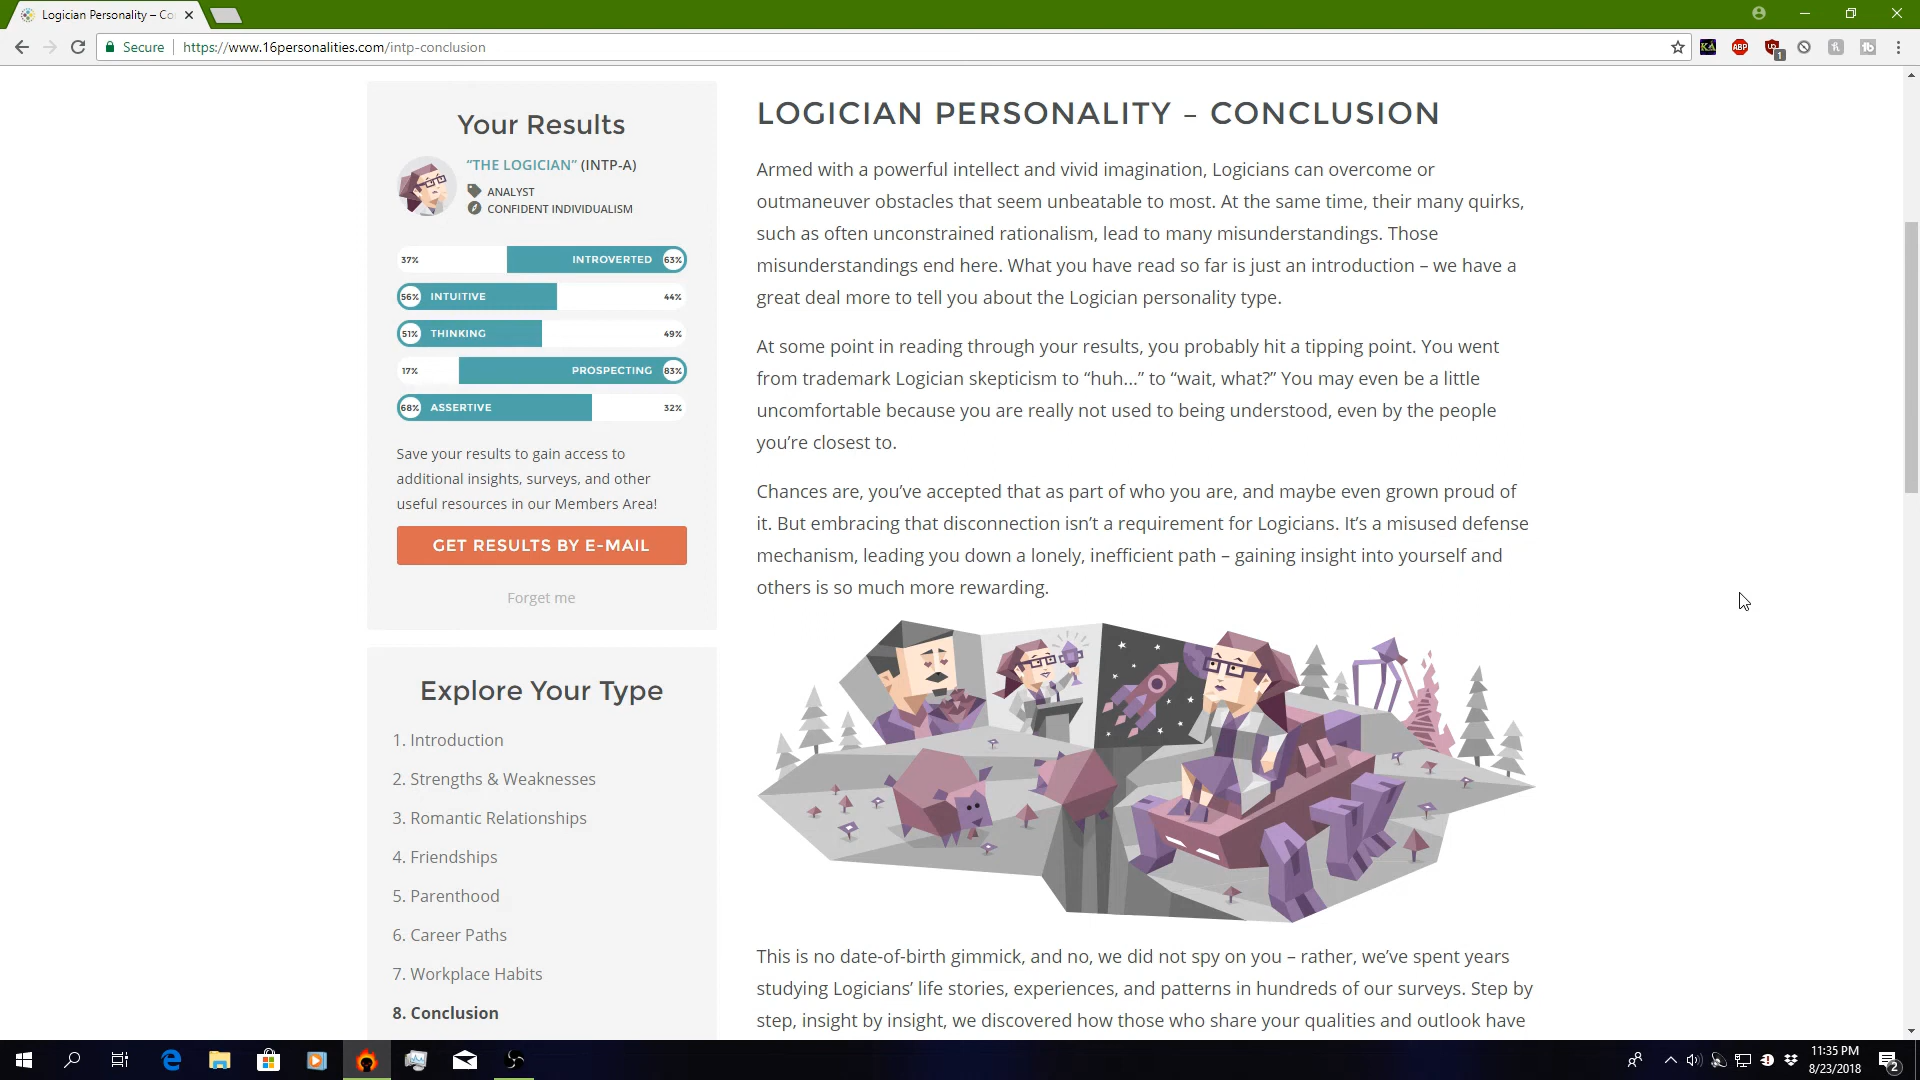 Logician Personality – Co
Secure
https://www.16personalities.com/intp-conclusion
ABP
1
Your Results
“THE LOGICIAN” (INTP-A)
ANALYST
CONFIDENT INDIVIDUALISM
37% INTROVERTED 63%
56% INTUITIVE 44%
51% THINKING 49%
17% PROSPECTING 83%
68% ASSERTIVE 32%
Save your results to gain access to
additional insights, surveys, and other
useful resources in our Members Area!
GET RESULTS BY E-MAIL
Forget me
Explore Your Type
1. Introduction
2. Strengths & Weaknesses
3. Romantic Relationships
4. Friendships
5. Parenthood
6. Career Paths
7. Workplace Habits
8. Conclusion
LOGICIAN PERSONALITY – CONCLUSION
Armed with a powerful intellect and vivid imagination, Logicians can overcome or
outmaneuver obstacles that seem unbeatable to most. At the same time, their many quirks,
such as often unconstrained rationalism, lead to many misunderstandings. Those
misunderstandings end here. What you have read so far is just an introduction – we have a
great deal more to tell you about the Logician personality type.
At some point in reading through your results, you probably hit a tipping point. You went
from trademark Logician skepticism to “huh...” to “wait, what?” You may even be a little
uncomfortable because you are really not used to being understood, even by the people
you’re closest to.
Chances are, you’ve accepted that as part of who you are, and maybe even grown proud of
it. But embracing that disconnection isn’t a requirement for Logicians. It’s a misused defense
mechanism, leading you down a lonely, inefficient path – gaining insight into yourself and
others is so much more rewarding.
This is no date-of-birth gimmick, and no, we did not spy on you – rather, we’ve spent years
studying Logicians’ life stories, experiences, and patterns in hundreds of our surveys. Step by
step, insight by insight, we discovered how those who share your qualities and outlook have
11:35 PM
8/23/2018
2